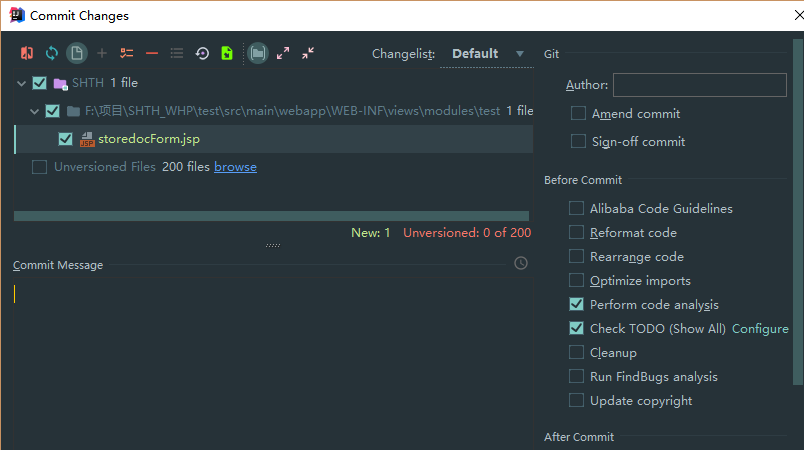 Commit Changes
Changelist: Default
SHTH 1 file
F:\项目\SHTH_WHP\test\src\main\webapp\WEB-INF\views\modules\test 1 file
storedocForm.jsp
Unversioned Files 200 files browse
New: 1 Unversioned: 0 of 200
Commit Message
Git
Author:
Amend commit
Sign-off commit
Before Commit
Alibaba Code Guidelines
Reformat code
Rearrange code
Optimize imports
Perform code analysis
Check TODO (Show All) Configure
Cleanup
Run FindBugs analysis
Update copyright
After Commit